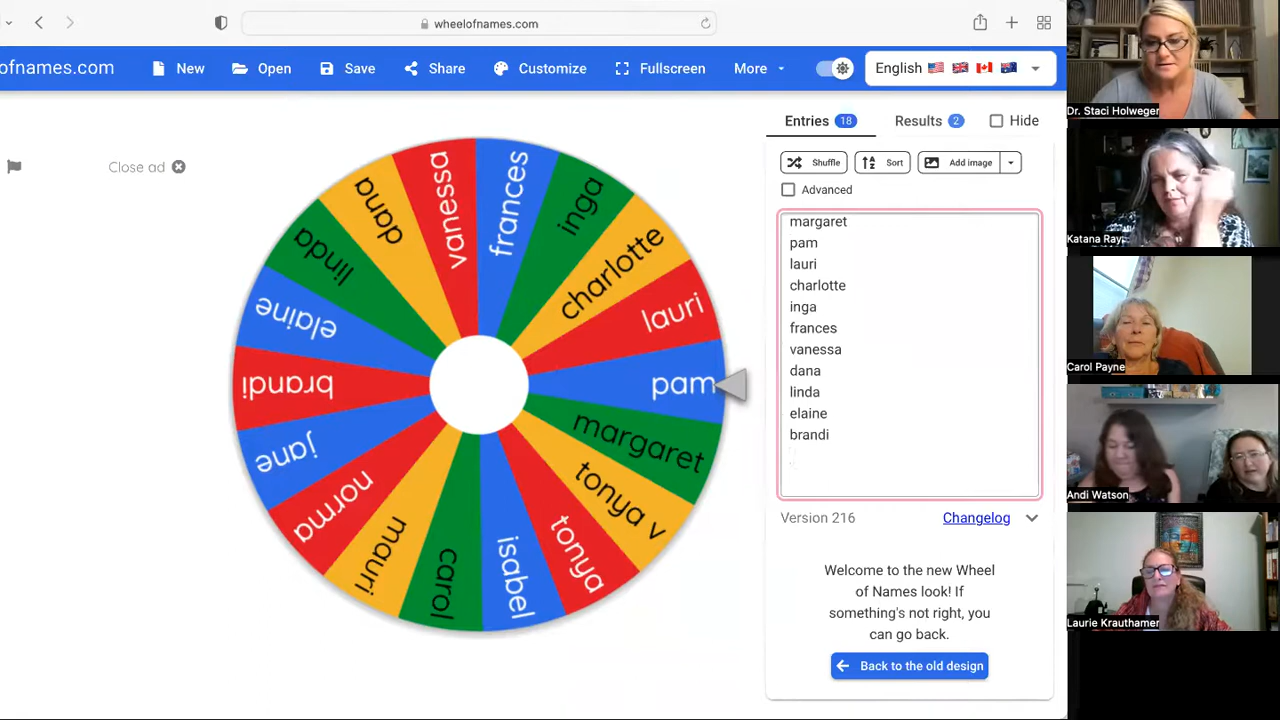 wheelofnames.com
ofnames.com
New
Open
Save
Share
Customize
Fullscreen
More
English
Close ad
Entries 18
Results 2
Hide
Shuffle
Sort
Add image
Advanced
margaret
pam
lauri
charlotte
inga
frances
vanessa
dana
linda
elaine
brandi
Version 216
Changelog
Welcome to the new Wheel
of Names look! If
something's not right, you
can go back.
Back to the old design
pam
lauri
charlotte
inga
frances
vanessa
dana
linda
elaine
brandi
jane
norma
mauri
carol
isabel
tonya
tonya v
margaret
Dr. Staci Holweger
Katana Ray
Carol Payne
Andi Watson
Laurie Krauthamer